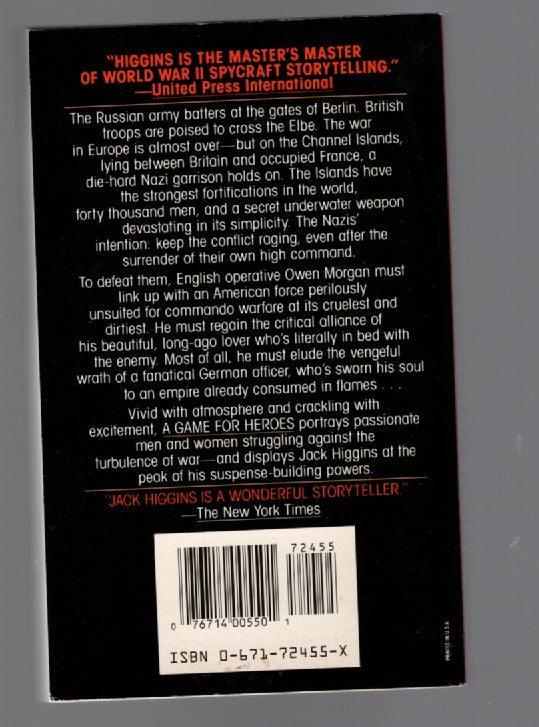 "HIGGINS IS THE MASTER'S MASTER
OF WORLD WAR II SPYCRAFT STORYTELLING."
—United Press International
The Russian army batters at the gates of Berlin. British
troops are poised to cross the Elbe. The war
in Europe is almost over—but on the Channel Islands,
lying between Britain and occupied France, a
die-hard Nazi garrison holds on. The Islands have
the strongest fortifications in the world,
forty thousand men, and a secret underwater weapon
devastating in its simplicity. The Nazis'
intention: keep the conflict raging, even after the
surrender of their own high command.
To defeat them, English operative Owen Morgan must
link up with an American force perilously
unsuited for commando warfare at its cruelest and
dirtiest. He must regain the critical alliance of
his beautiful, long-ago lover who's literally in bed with
the enemy. Most of all, he must elude the vengeful
wrath of a fanatical German officer, who's sworn his soul
to an empire already consumed in flames . . .
Vivid with atmosphere and crackling with
excitement, A GAME FOR HEROES portrays passionate
men and women struggling against the
turbulence of war—and displays Jack Higgins at the
peak of his suspense-building powers.
"JACK HIGGINS IS A WONDERFUL STORYTELLER."
—The New York Times
72455
0 76714 00550 1
ISBN 0-671-72455-X
PRINTED IN U.S.A.